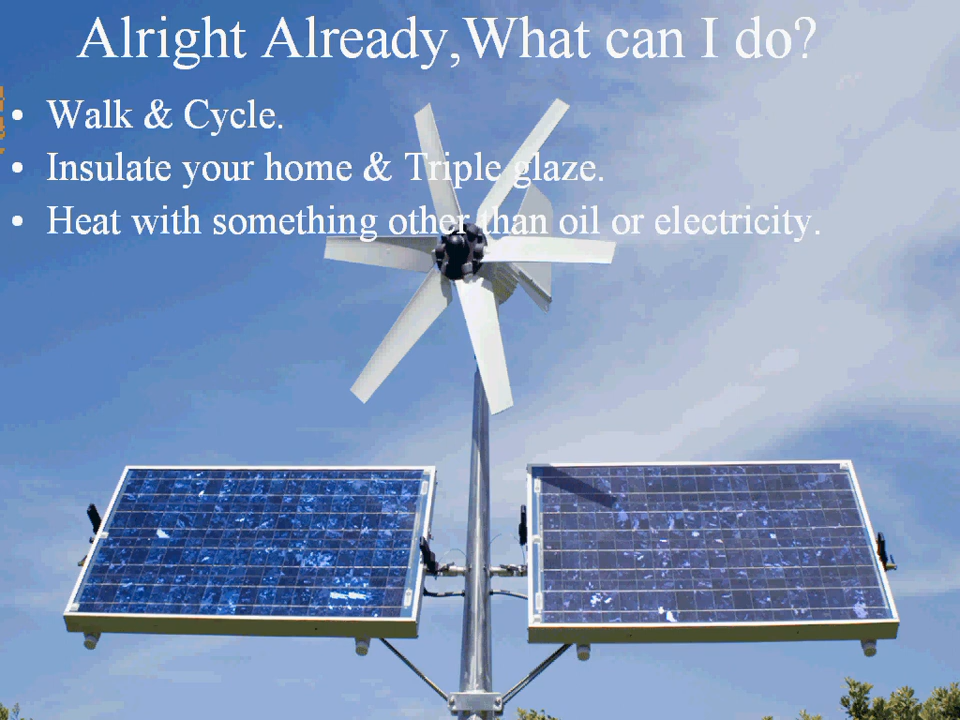 Alright Already,What can I do?
• Walk & Cycle.
• Insulate your home & Triple glaze.
• Heat with something other than oil or electricity.